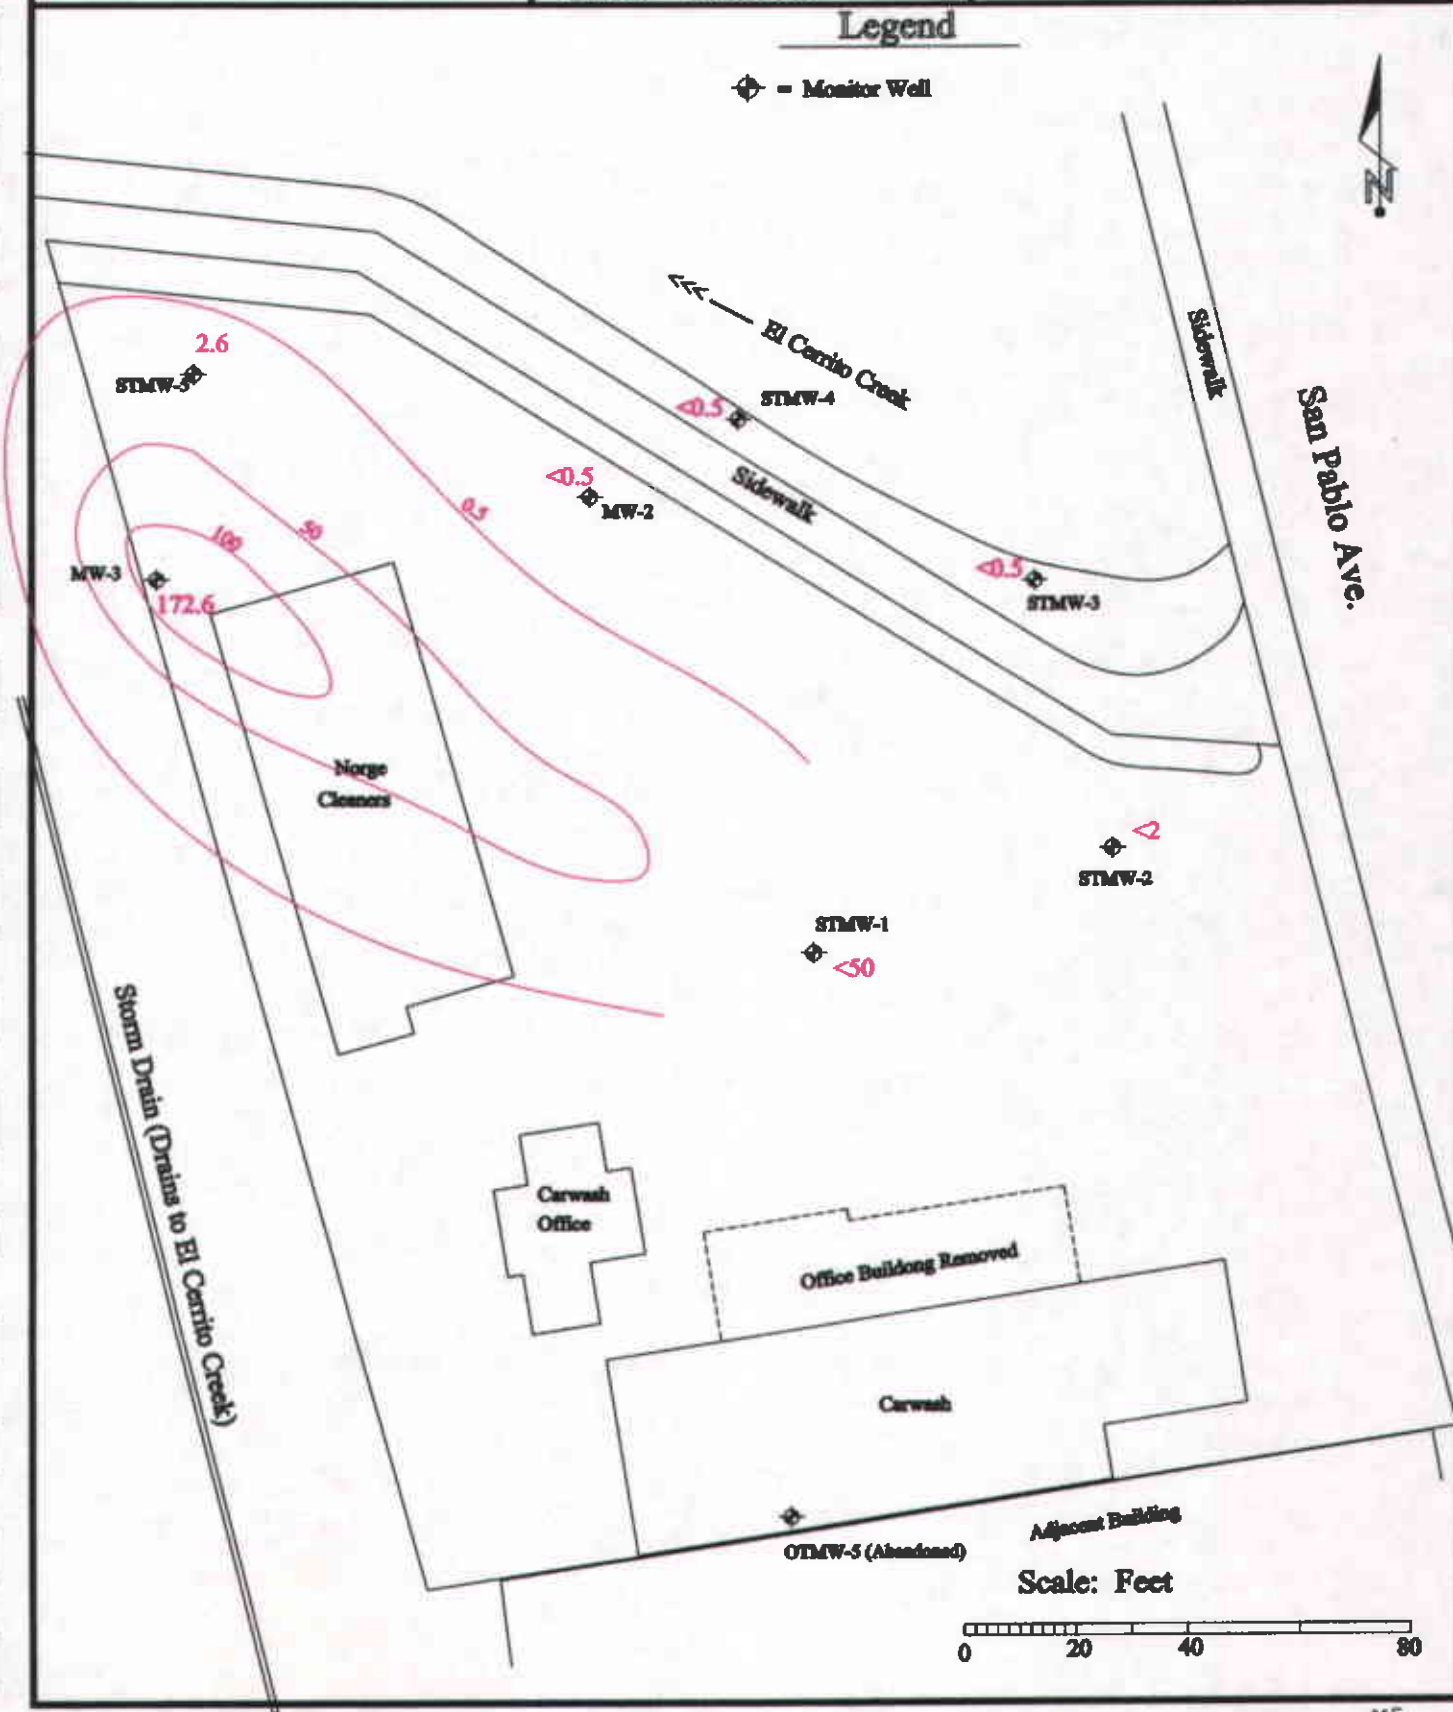 Legend
= Monitor Well
N
Sidewalk
San Pablo Ave.
<<< El Cerrito Creek
2.6
STMW-5
<0.5
STMW-4
<0.5
MW-2
Sidewalk
0.5
50
100
MW-3
172.6
<0.5
STMW-3
Norge
Cleaners
<2
STMW-2
STMW-1
<50
Storm Drain (Drains to El Cerrito Creek)
Carwash
Office
Office Buildong Removed
Carwash
OTMW-5 (Abandoned)
Adjacent Building
Scale: Feet
0 20 40 80